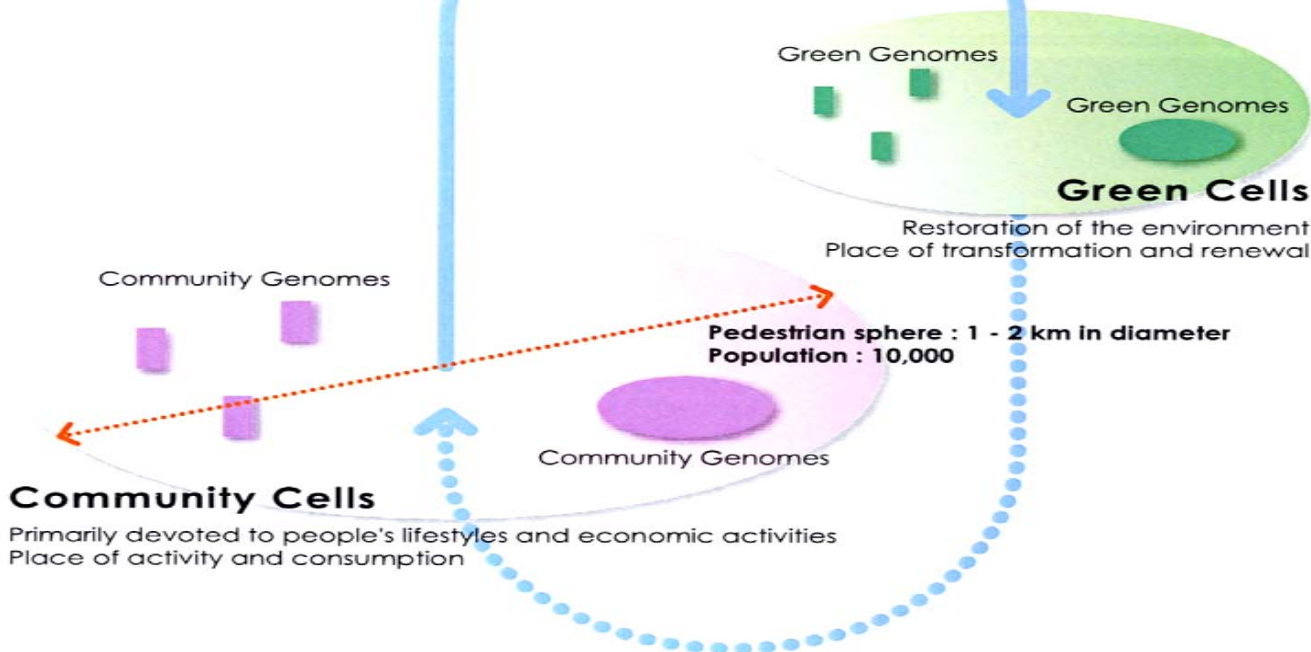 Green Genomes
Green Genomes
Green Cells
Restoration of the environment
Place of transformation and renewal
Community Genomes
Pedestrian sphere : 1 - 2 km in diameter
Population : 10,000
Community Genomes
Community Cells
Primarily devoted to people's lifestyles and economic activities
Place of activity and consumption